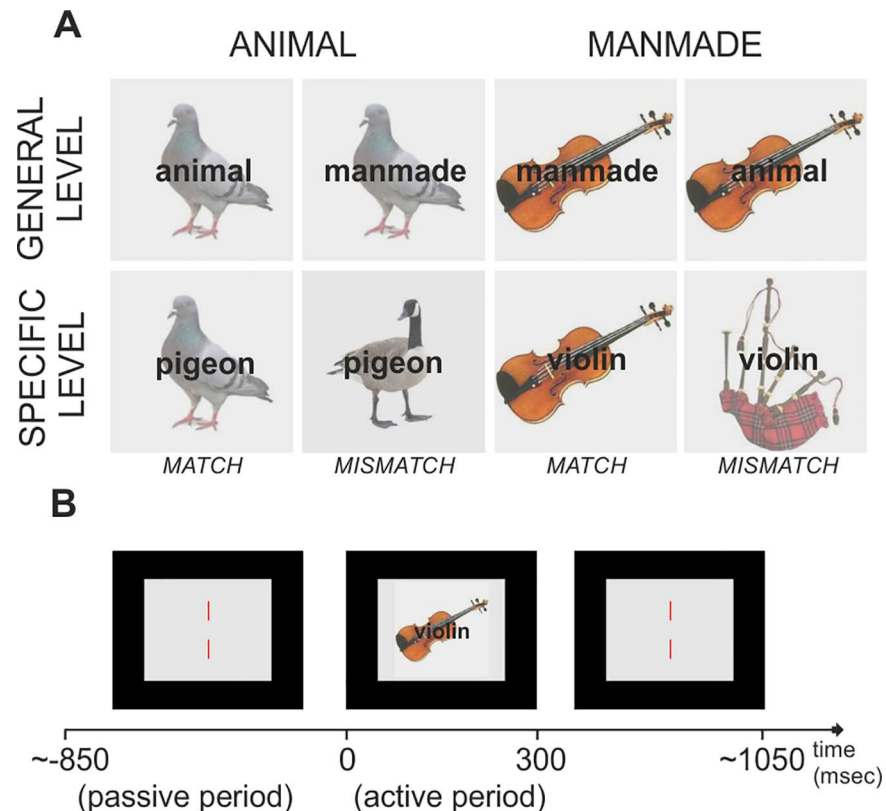 A
ANIMAL MANMADE
GENERAL
LEVEL
animal manmade manmade animal
SPECIFIC
LEVEL
pigeon pigeon violin violin
MATCH MISMATCH MATCH MISMATCH
B
violin
~-850 0 300 ~1050 time
(passive period) (active period) (msec)